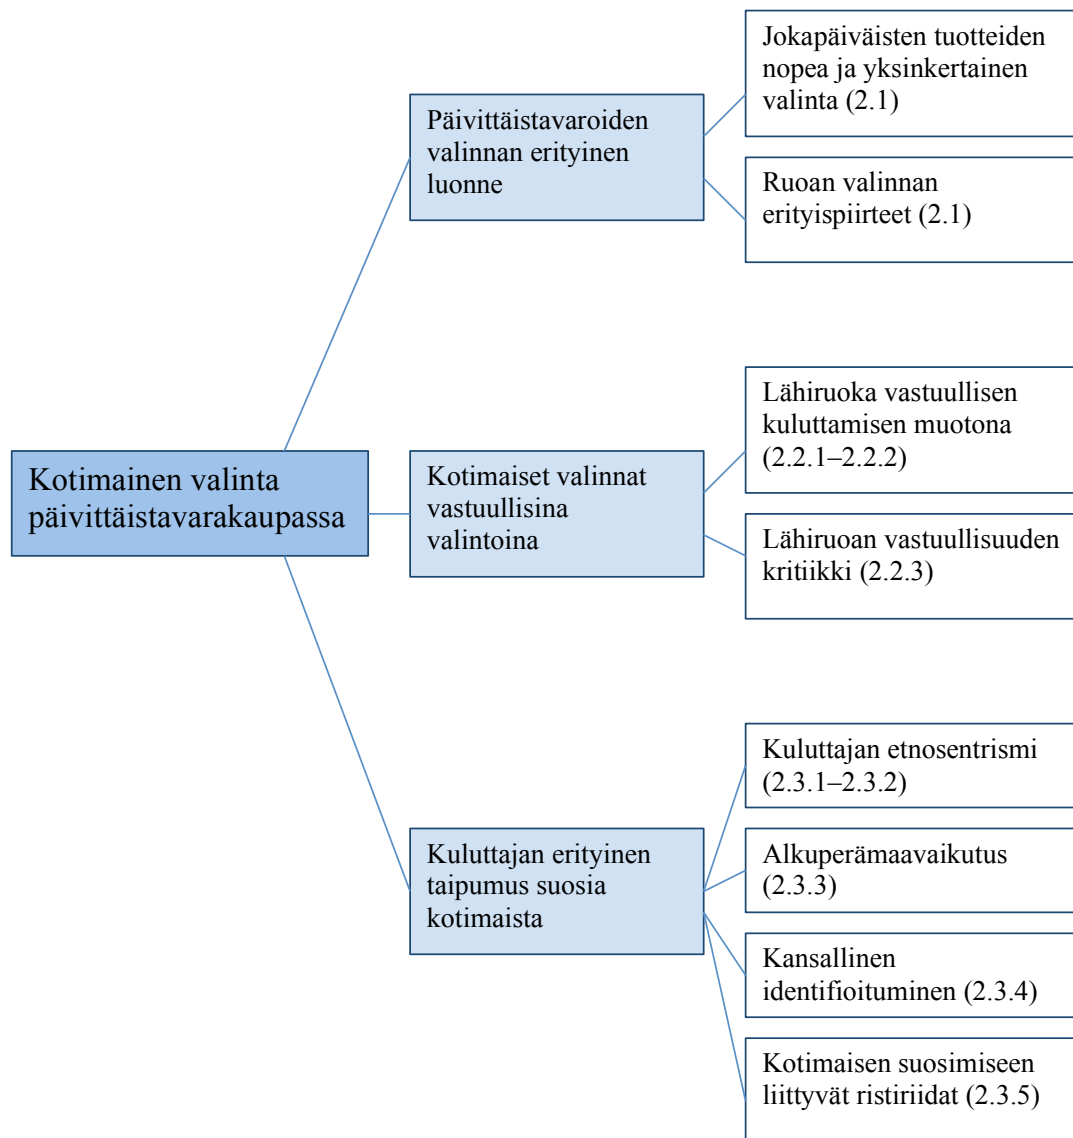 Jokapäiväisten tuotteiden
nopea ja yksinkertainen
valinta (2.1)
Päivittäistavaroiden
valinnan erityinen
luonne
Ruoan valinnan
erityispiirteet (2.1)
Lähiruoka vastuullisen
kuluttamisen muotona
(2.2.1–2.2.2)
Kotimainen valinta
päivittäistavarakaupassa
Kotimaiset valinnat
vastuullisina
valintoina
Lähiruoan vastuullisuuden
kritiikki (2.2.3)
Kuluttajan etnosentrismi
(2.3.1–2.3.2)
Kuluttajan erityinen
taipumus suosia
kotimaista
Alkuperämaavaikutus
(2.3.3)
Kansallinen
identifioituminen (2.3.4)
Kotimaisen suosimiseen
liittyvät ristiriidat (2.3.5)